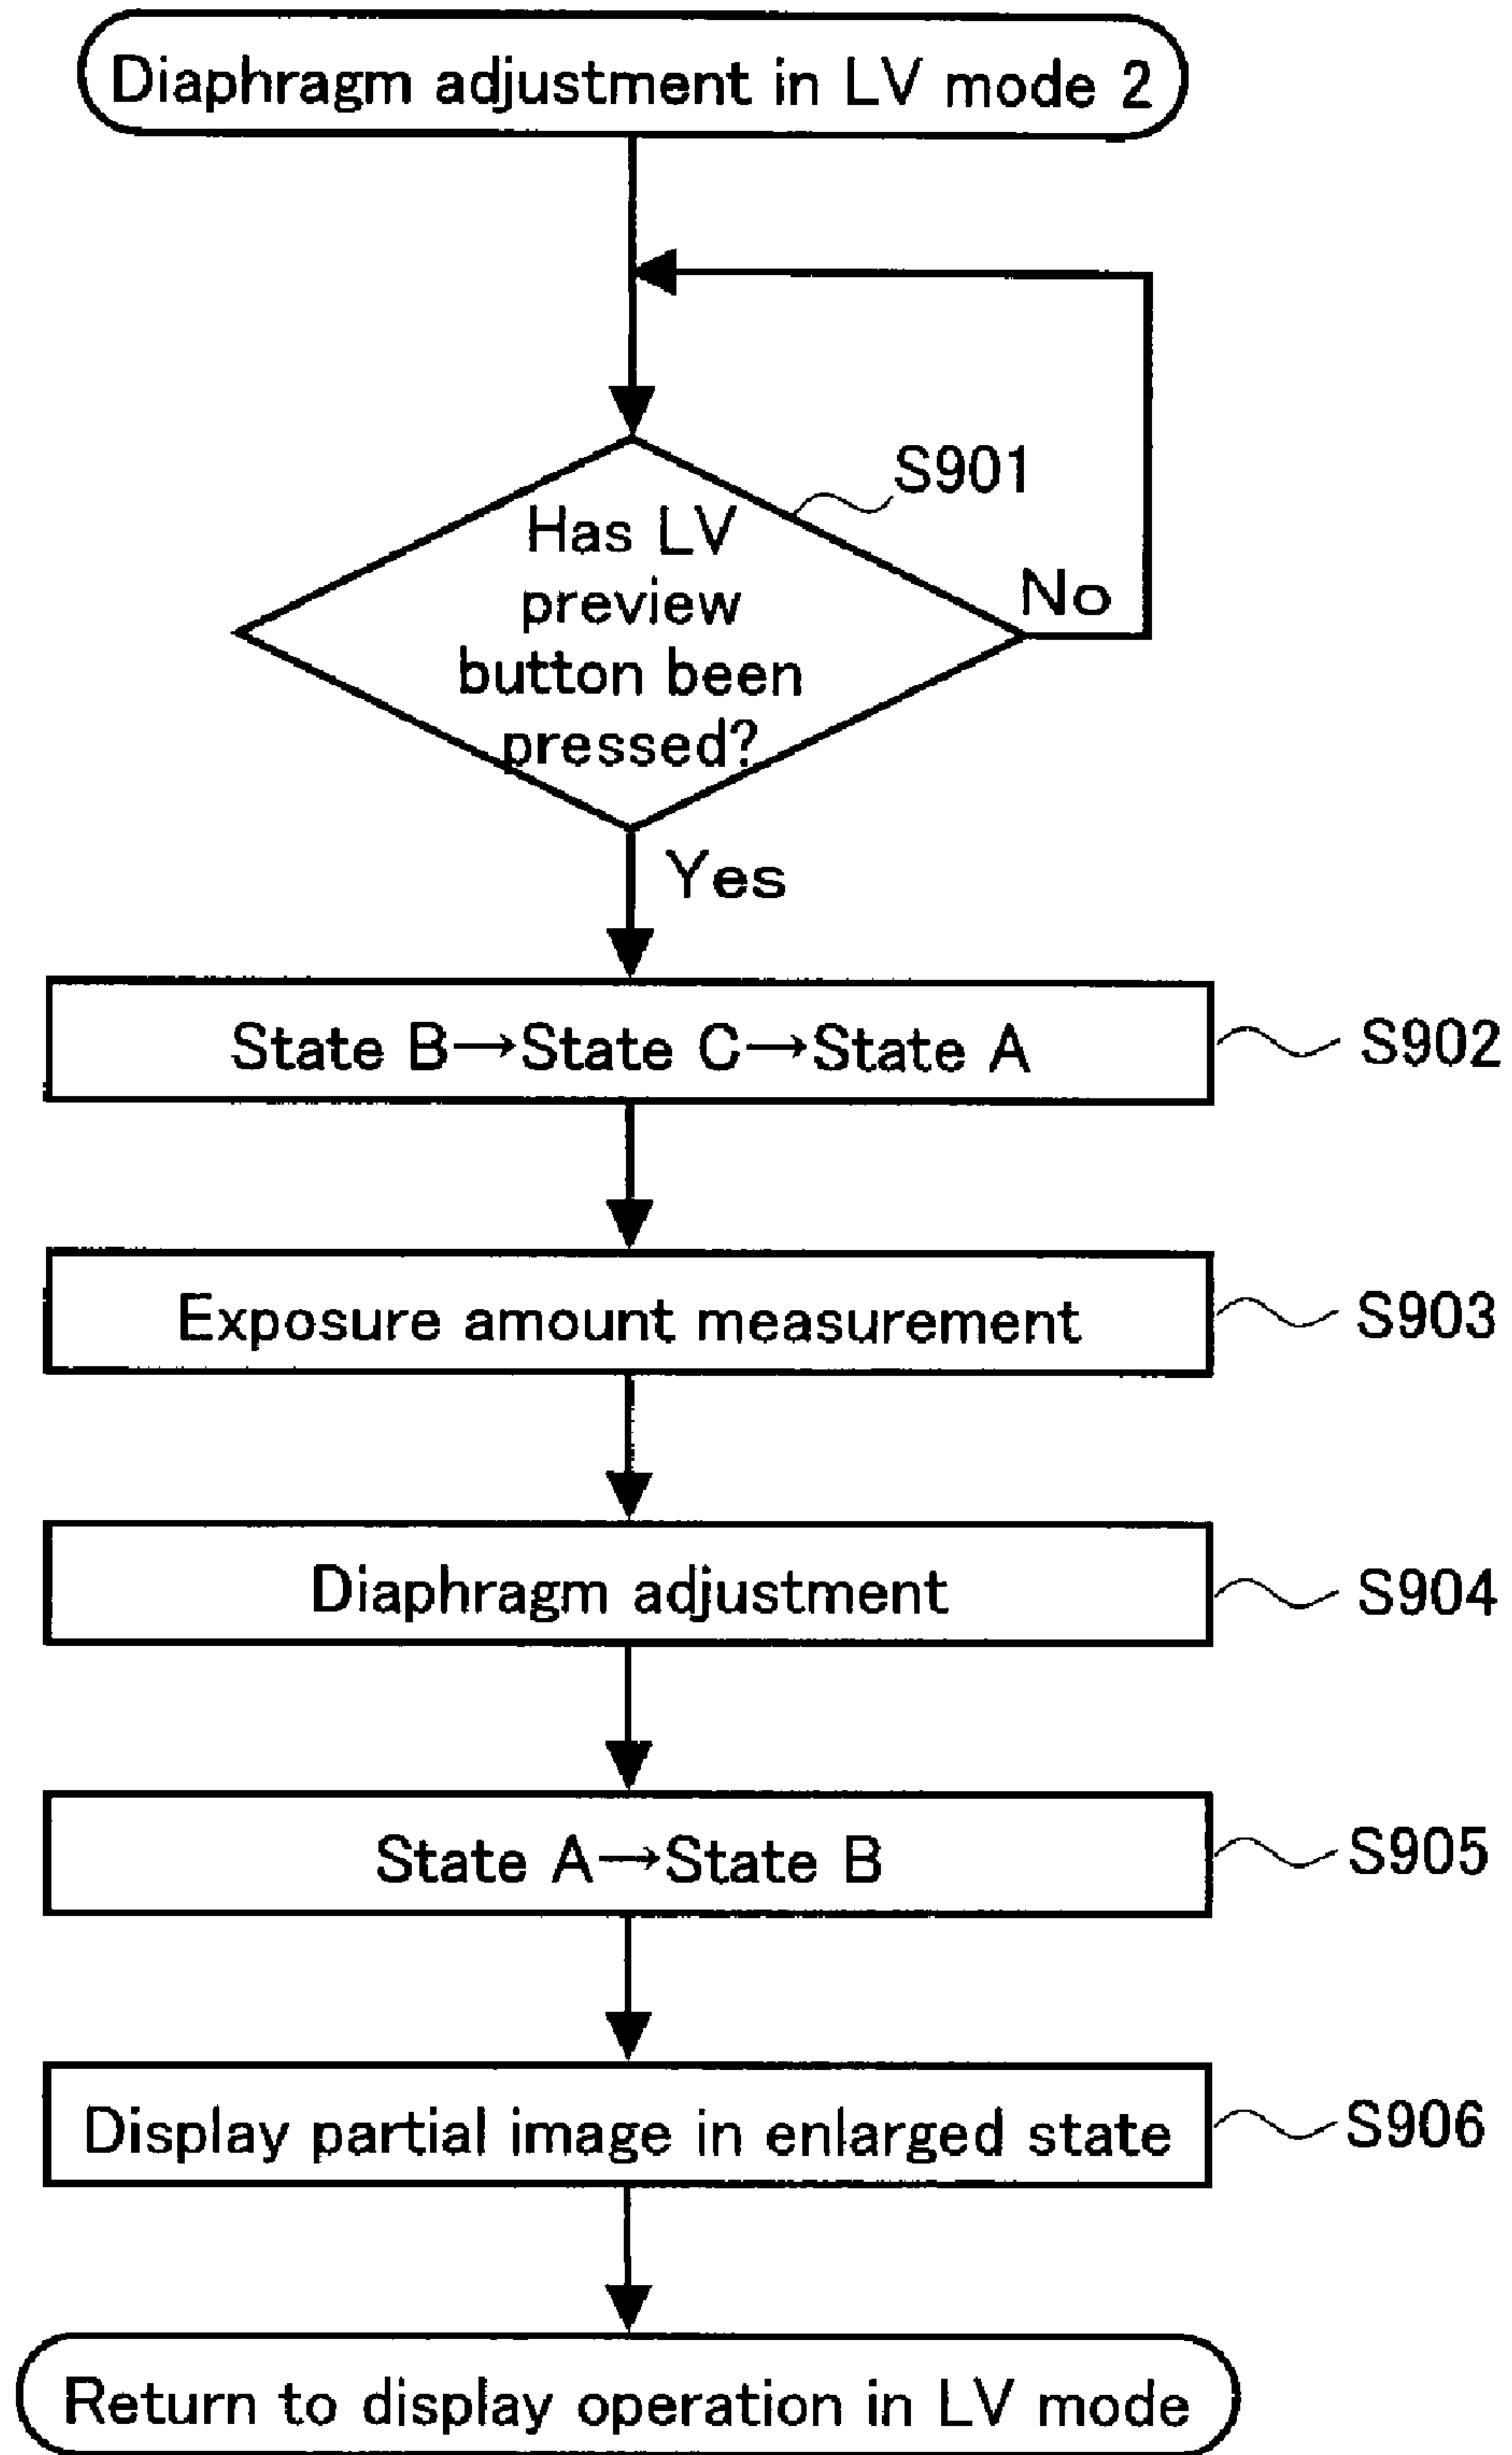 Diaphragm adjustment in LV mode 2
S901
Has LV
preview
button been
pressed?
No
Yes
State B→State C→State A
S902
Exposure amount measurement
S903
Diaphragm adjustment
S904
State A→State B
S905
Display partial image in enlarged state
S906
Return to display operation in LV mode